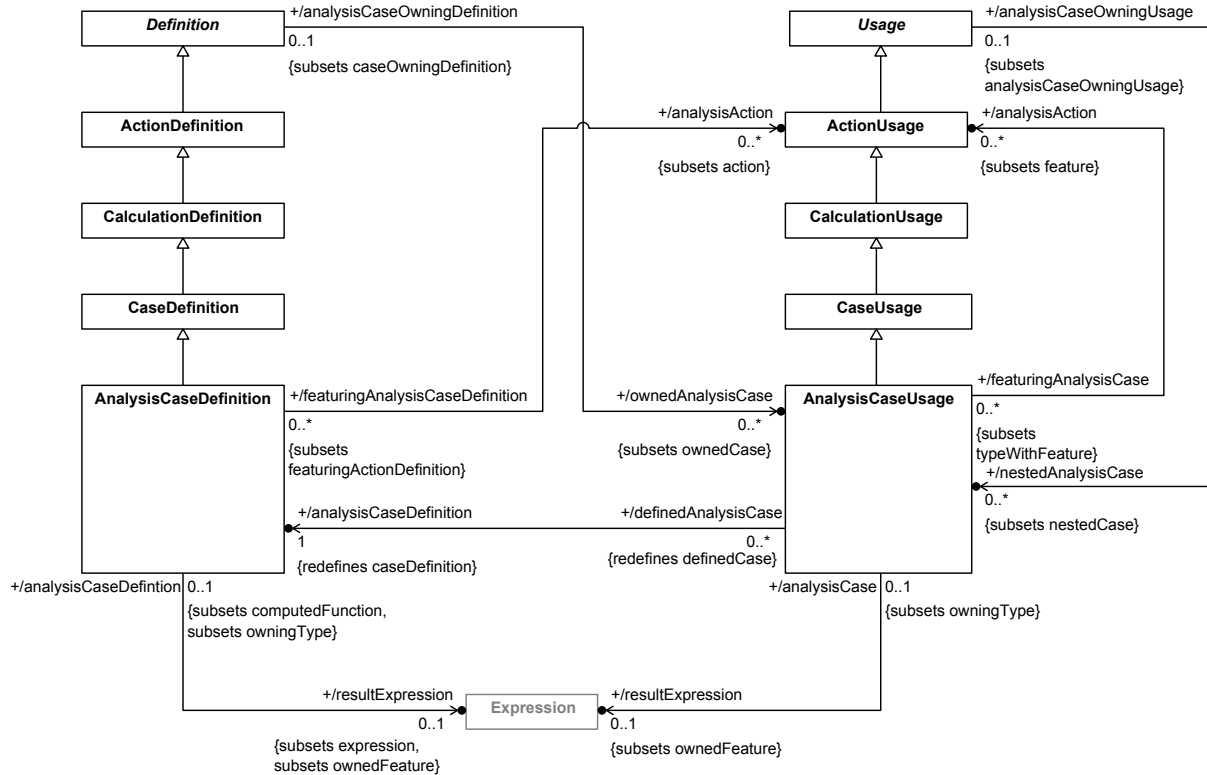 +/analysisCaseOwningDefinition
+/analysisCaseOwningUsage
Definition
Usage
0..1
0..1
{subsets caseOwningDefinition}
{subsets
analysisCaseOwningUsage}
+/analysisAction
+/analysisAction
ActionDefinition
ActionUsage
0..*
0..*
{subsets action}
{subsets feature}
CalculationDefinition
CalculationUsage
CaseDefinition
CaseUsage
AnalysisCaseDefinition
+/featuringAnalysisCaseDefinition
0..*
{subsets
featuringActionDefinition}
+/ownedAnalysisCase
0..*
{subsets ownedCase}
AnalysisCaseUsage
+/featuringAnalysisCase
0..*
{subsets
typeWithFeature}
+/nestedAnalysisCase
0..*
{subsets nestedCase}
+/analysisCaseDefinition
1
{redefines caseDefinition}
+/definedAnalysisCase
0..*
{redefines definedCase}
+/analysisCaseDefintion
0..1
{subsets computedFunction,
subsets owningType}
+/analysisCase
0..1
{subsets owningType}
+/resultExpression
0..1
{subsets expression,
subsets ownedFeature}
Expression
+/resultExpression
0..1
{subsets ownedFeature}